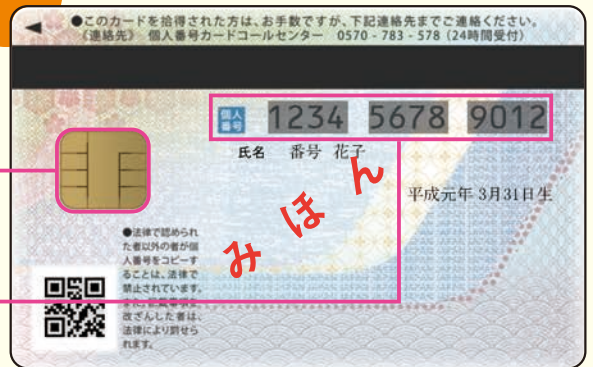 ●このカードを拾得された方は、お手数ですが、下記連絡先までご連絡ください。
《連絡先》 個人番号カードコールセンター 0570-783-578（24時間受付）
個人番号 1234 5678 9012
氏名 番号 花子
平成元年 3月31日生
みほん
●法律で認められ
た者以外の者が個
人番号をコピーす
ることは、法律で
禁止されています。
また、記載事項を
改ざんした者は、
法律により罰せら
れます。